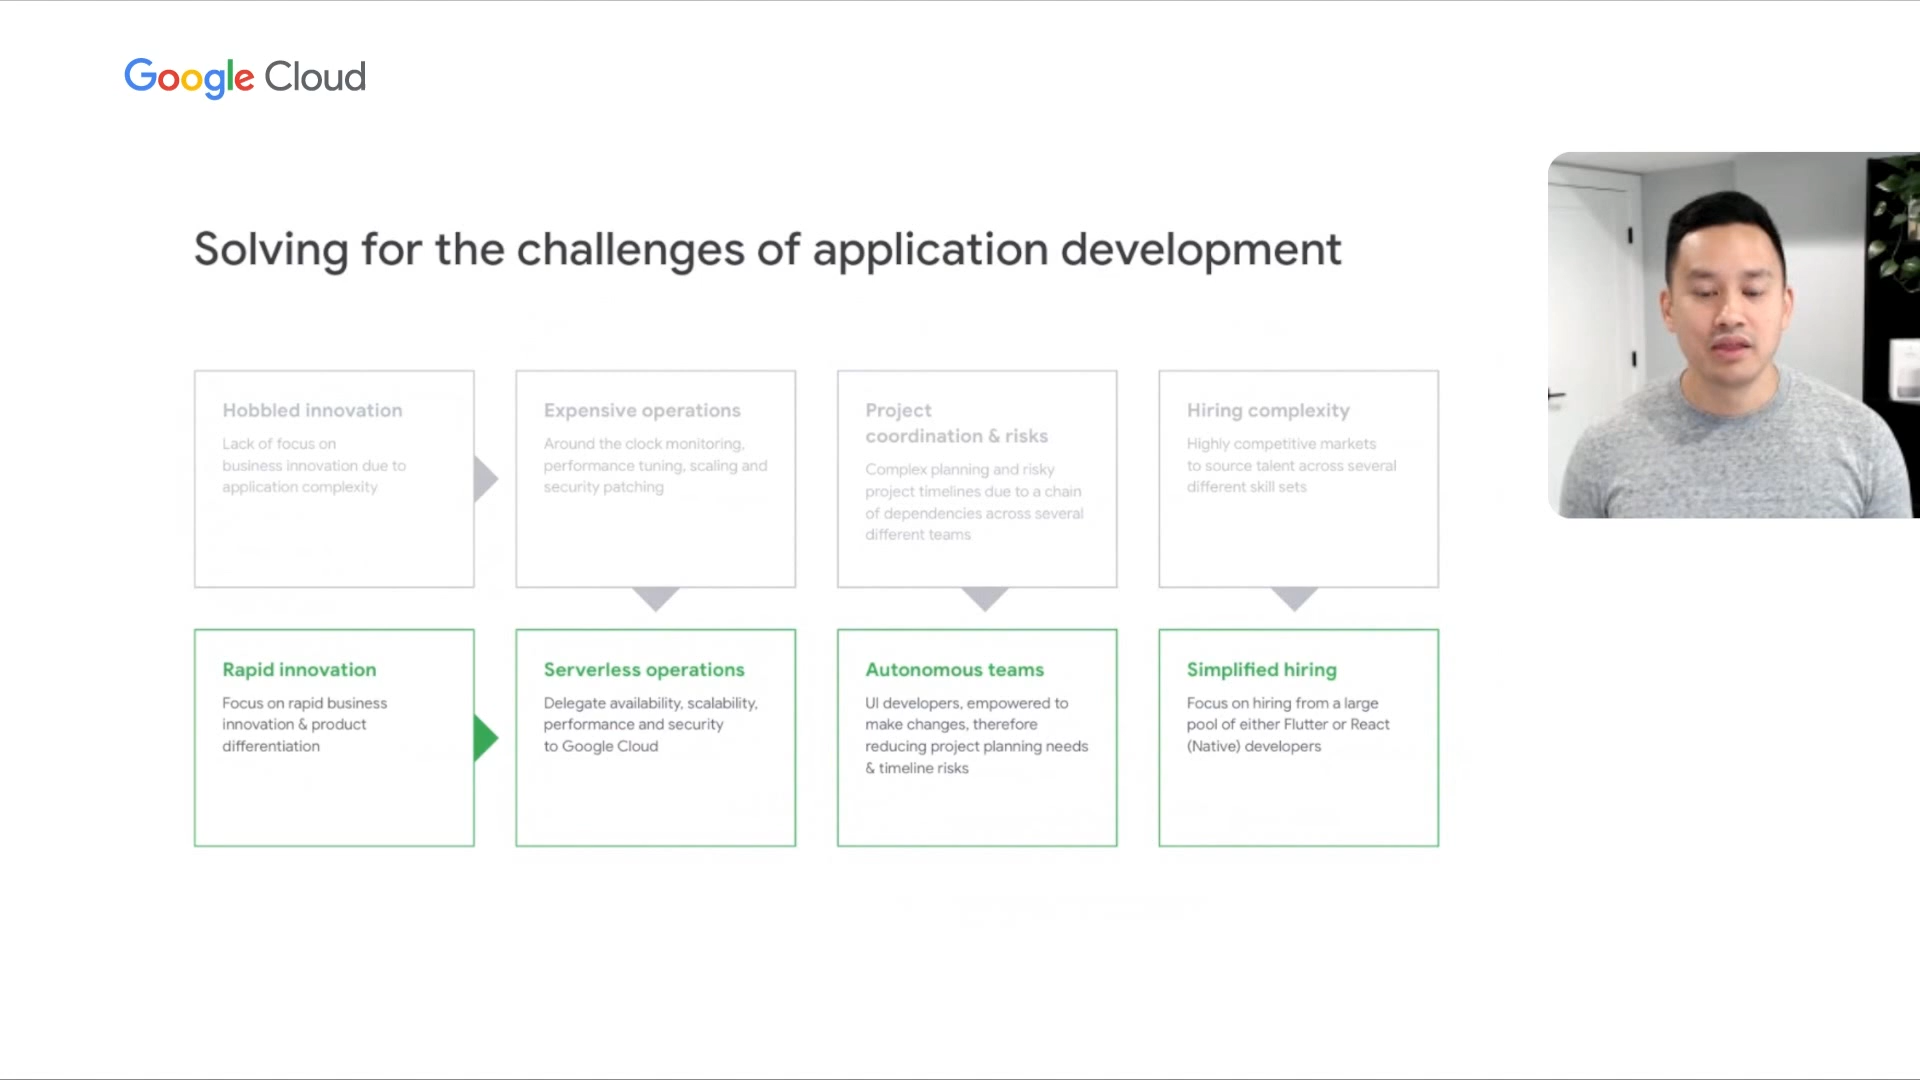 Google Cloud
Solving for the challenges of application development
Hobbled innovation
Lack of focus on
business innovation due to
application complexity
Expensive operations
Around the clock monitoring,
performance tuning, scaling and
security patching
Project
coordination & risks
Complex planning and risky
project timelines due to a chain
of dependencies across several
different teams
Hiring complexity
Highly competitive markets
to source talent across several
different skill sets
Rapid innovation
Focus on rapid business
innovation & product
differentiation
Serverless operations
Delegate availability, scalability,
performance and security
to Google Cloud
Autonomous teams
UI developers, empowered to
make changes, therefore
reducing project planning needs
& timeline risks
Simplified hiring
Focus on hiring from a large
pool of either Flutter or React
(Native) developers